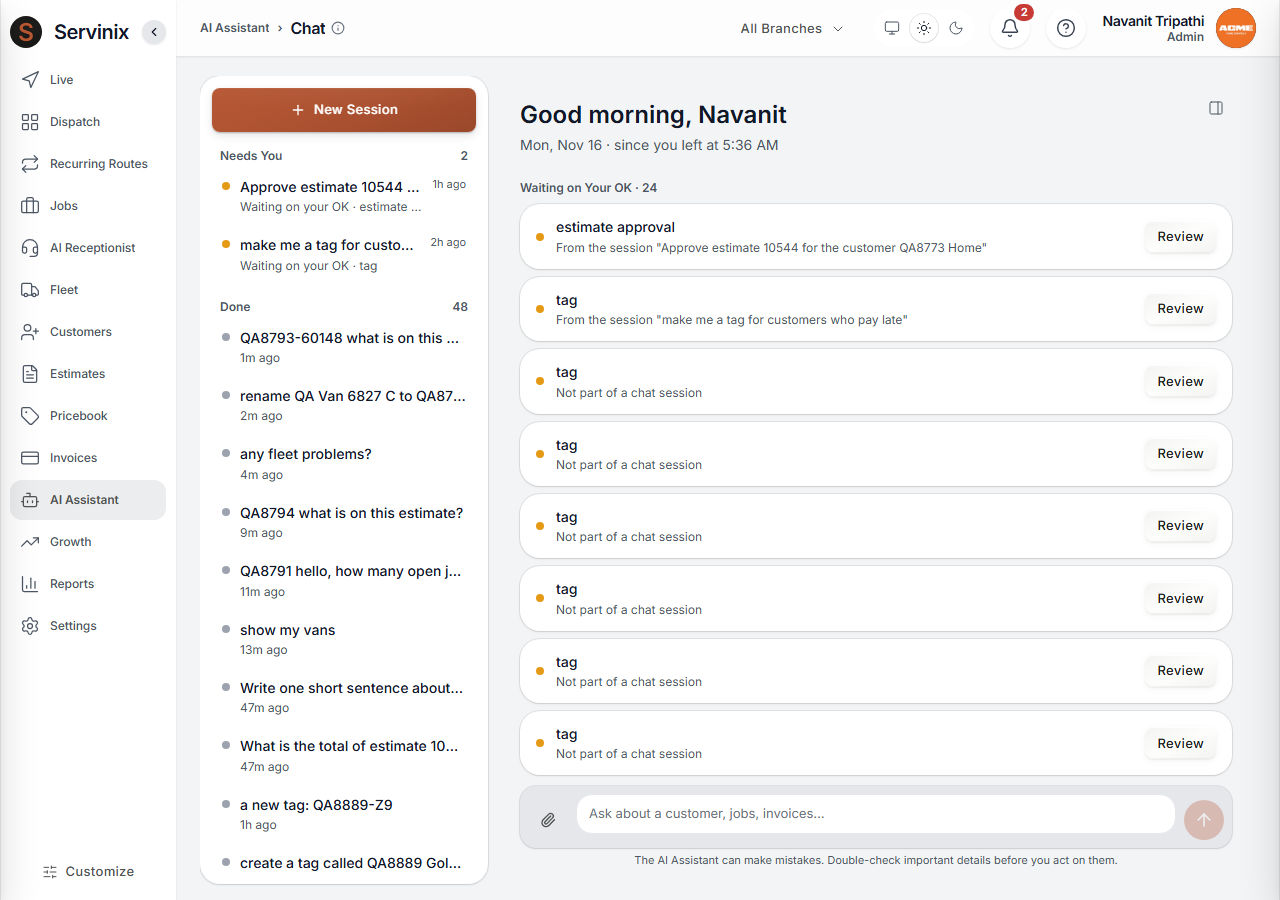 S Servinix
Live
Dispatch
Recurring Routes
Jobs
AI Receptionist
Fleet
Customers
Estimates
Pricebook
Invoices
AI Assistant
Growth
Reports
Settings
Customize
AI Assistant › Chat
All Branches
2
Navanit Tripathi
Admin
ACME
+ New Session
Needs You 2
Approve estimate 10544 ... 1h ago
Waiting on your OK · estimate ...
make me a tag for custo... 2h ago
Waiting on your OK · tag
Done 48
QA8793-60148 what is on this ...
1m ago
rename QA Van 6827 C to QA87...
2m ago
any fleet problems?
4m ago
QA8794 what is on this estimate?
9m ago
QA8791 hello, how many open j...
11m ago
show my vans
13m ago
Write one short sentence about...
47m ago
What is the total of estimate 10...
47m ago
a new tag: QA8889-Z9
1h ago
create a tag called QA8889 Gol...
Good morning, Navanit
Mon, Nov 16 · since you left at 5:36 AM
Waiting on Your OK · 24
estimate approval
From the session "Approve estimate 10544 for the customer QA8773 Home"
Review
tag
From the session "make me a tag for customers who pay late"
Review
tag
Not part of a chat session
Review
tag
Not part of a chat session
Review
tag
Not part of a chat session
Review
tag
Not part of a chat session
Review
tag
Not part of a chat session
Review
tag
Not part of a chat session
Review
Ask about a customer, jobs, invoices...
The AI Assistant can make mistakes. Double-check important details before you act on them.